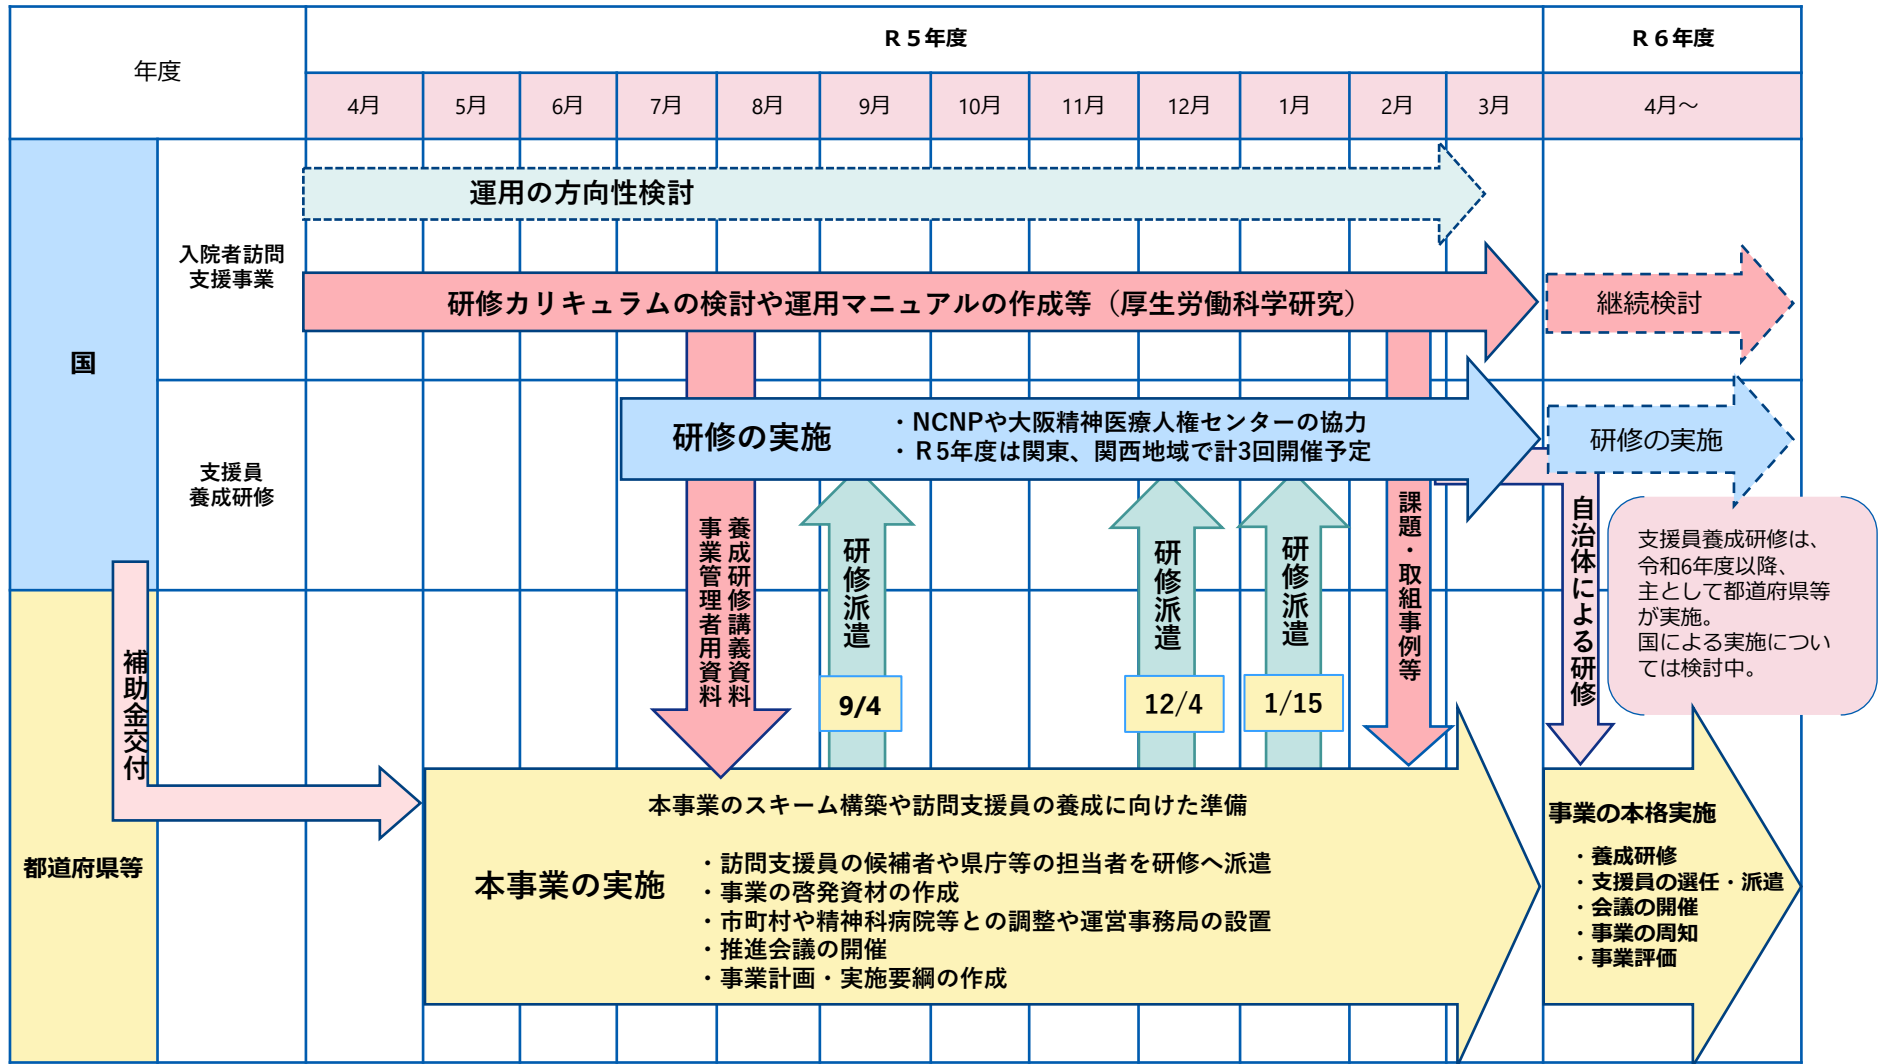 年度
R５年度
R６年度
4月
5月
6月
7月
8月
9月
10月
11月
12月
1月
2月
3月
4月～
国
入院者訪問
支援事業
運用の方向性検討
研修カリキュラムの検討や運用マニュアルの作成等（厚生労働科学研究）
継続検討
支援員
養成研修
研修の実施
・NCNPや大阪精神医療人権センターの協力
・R5年度は関東、関西地域で計3回開催予定
研修の実施
養成研修講義資料
事業管理者用資料
研修派遣
9/4
研修派遣
12/4
研修派遣
1/15
課題・取組事例等
自治体による研修
支援員養成研修は、
令和6年度以降、
主として都道府県等
が実施。
国による実施につい
ては検討中。
補助金交付
都道府県等
本事業のスキーム構築や訪問支援員の養成に向けた準備
本事業の実施
・訪問支援員の候補者や県庁等の担当者を研修へ派遣
・事業の啓発資材の作成
・市町村や精神科病院等との調整や運営事務局の設置
・推進会議の開催
・事業計画・実施要綱の作成
事業の本格実施
・養成研修
・支援員の選任・派遣
・会議の開催
・事業の周知
・事業評価